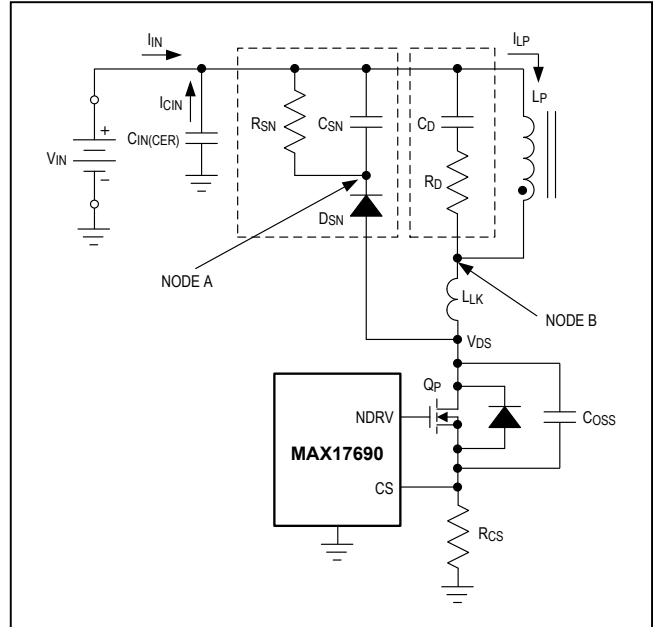 IIN
ILP
LP
ICIN
RSN
CSN
CD
CIN(CER)
VIN
+
−
RD
DSN
NODE A
LLK
NODE B
VDS
QP
NDRV
COSS
MAX17690
CS
RCS